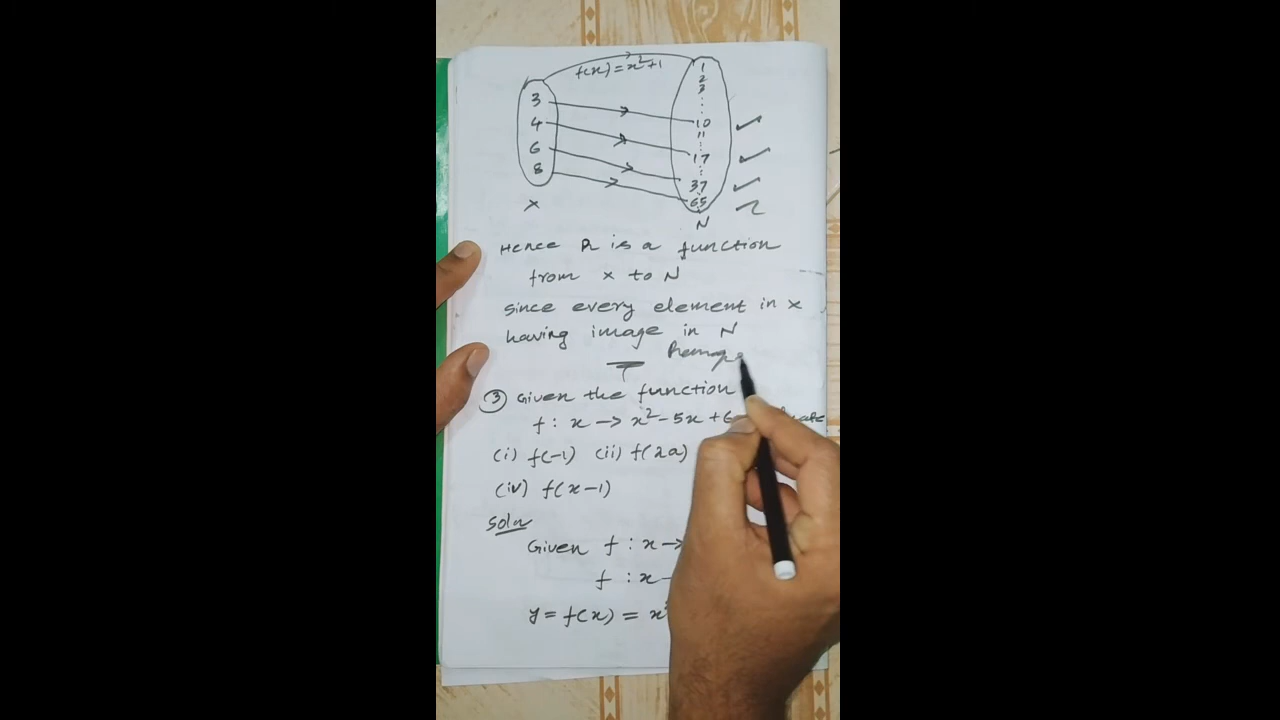 f(x) = x²+1
3
4
6
8
x
1
2
3
:
:
10
11
:
17
:
37
65
N
Hence R is a function
from x to N
since every element in x
having image in N
③ Given the function
f : x → x² - 5x + 6
(i) f(-1) (ii) f(2a)
(iv) f(x-1)
Soln
Given f : x →
f : x
y = f(x) = x²